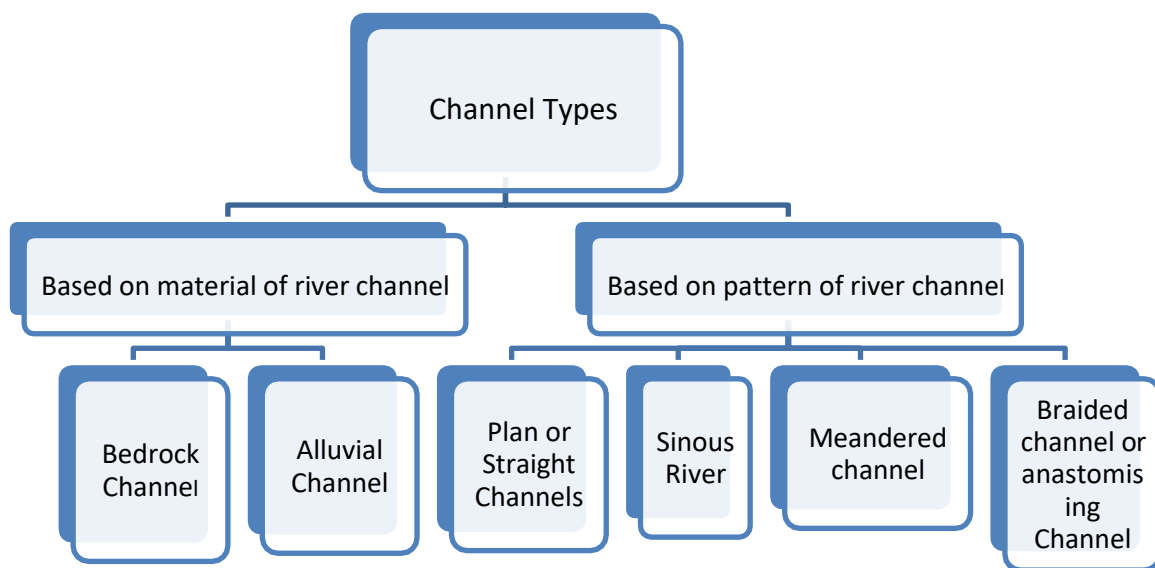 Channel Types
Based on material of river channel
Based on pattern of river channel
Bedrock
Channel
Alluvial
Channel
Plan or
Straight
Channels
Sinous
River
Meandered
channel
Braided
channel or
anastomis
ing
Channel